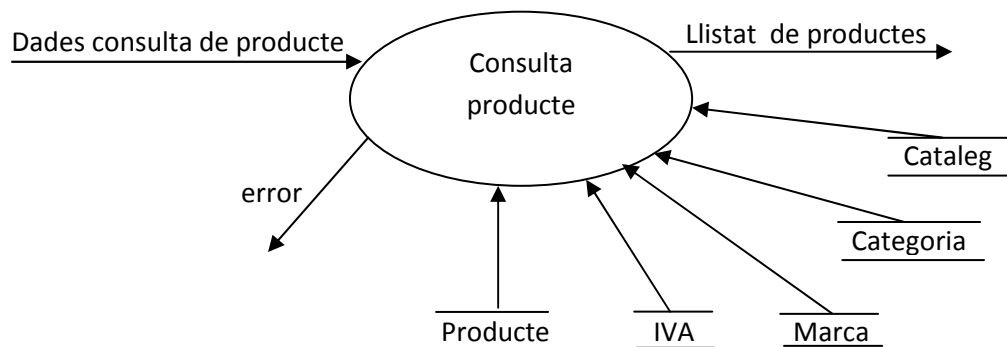 Dades consulta de producte
Llistat de productes
Consulta
producte
Cataleg
error
Categoria
Producte
IVA
Marca